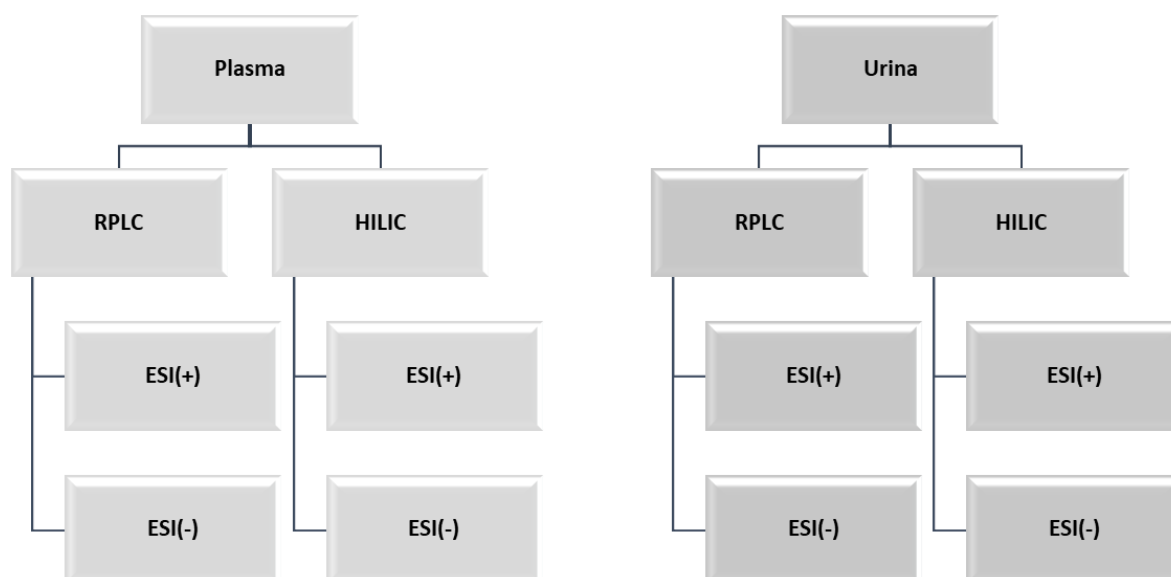 Plasma
RPLC
HILIC
ESI(+)
ESI(+)
ESI(-)
ESI(-)
Urina
RPLC
HILIC
ESI(+)
ESI(+)
ESI(-)
ESI(-)